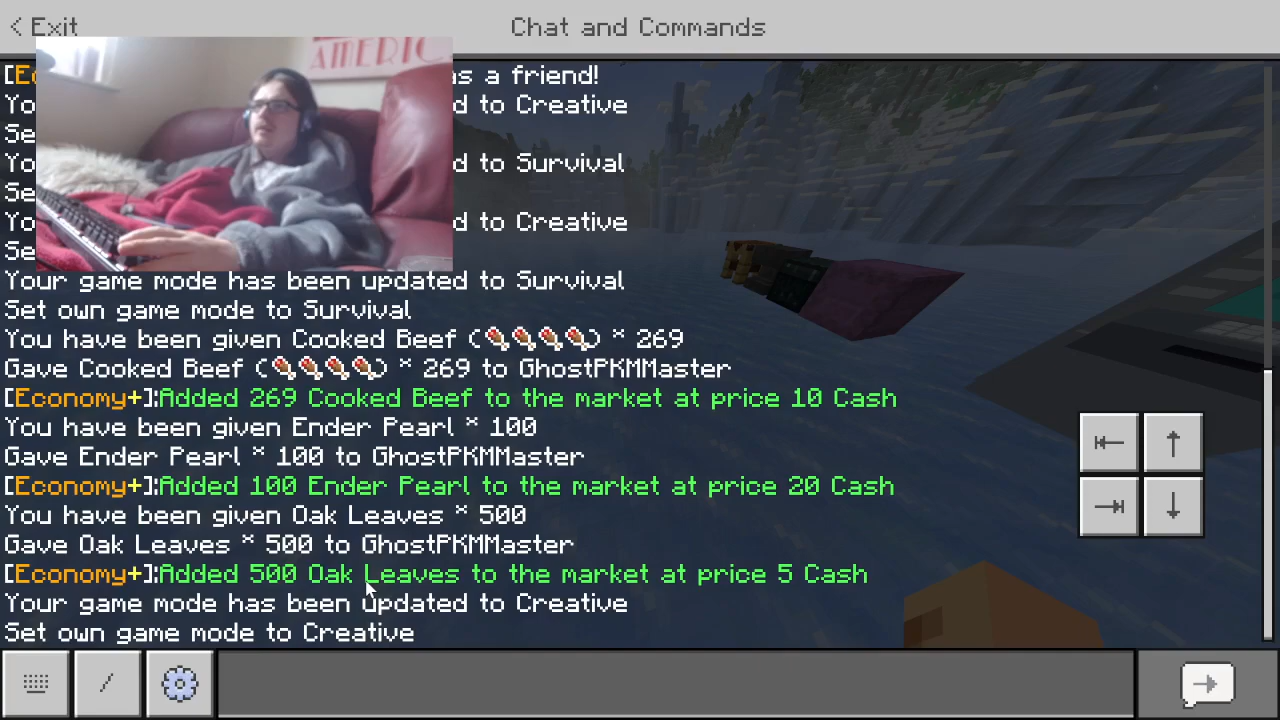 < Exit
Chat and Commands
AMERIC
[Ec as a friend!
Yo d to Creative
Se
Yo d to Survival
Se
Yo d to Creative
Se
Your game mode has been updated to Survival
Set own game mode to Survival
You have been given Cooked Beef () * 269
Gave Cooked Beef () * 269 to GhostPKMMaster
[Economy+]:Added 269 Cooked Beef to the market at price 10 Cash
You have been given Ender Pearl * 100
Gave Ender Pearl * 100 to GhostPKMMaster
[Economy+]:Added 100 Ender Pearl to the market at price 20 Cash
You have been given Oak Leaves * 500
Gave Oak Leaves * 500 to GhostPKMMaster
[Economy+]:Added 500 Oak Leaves to the market at price 5 Cash
Your game mode has been updated to Creative
Set own game mode to Creative
/